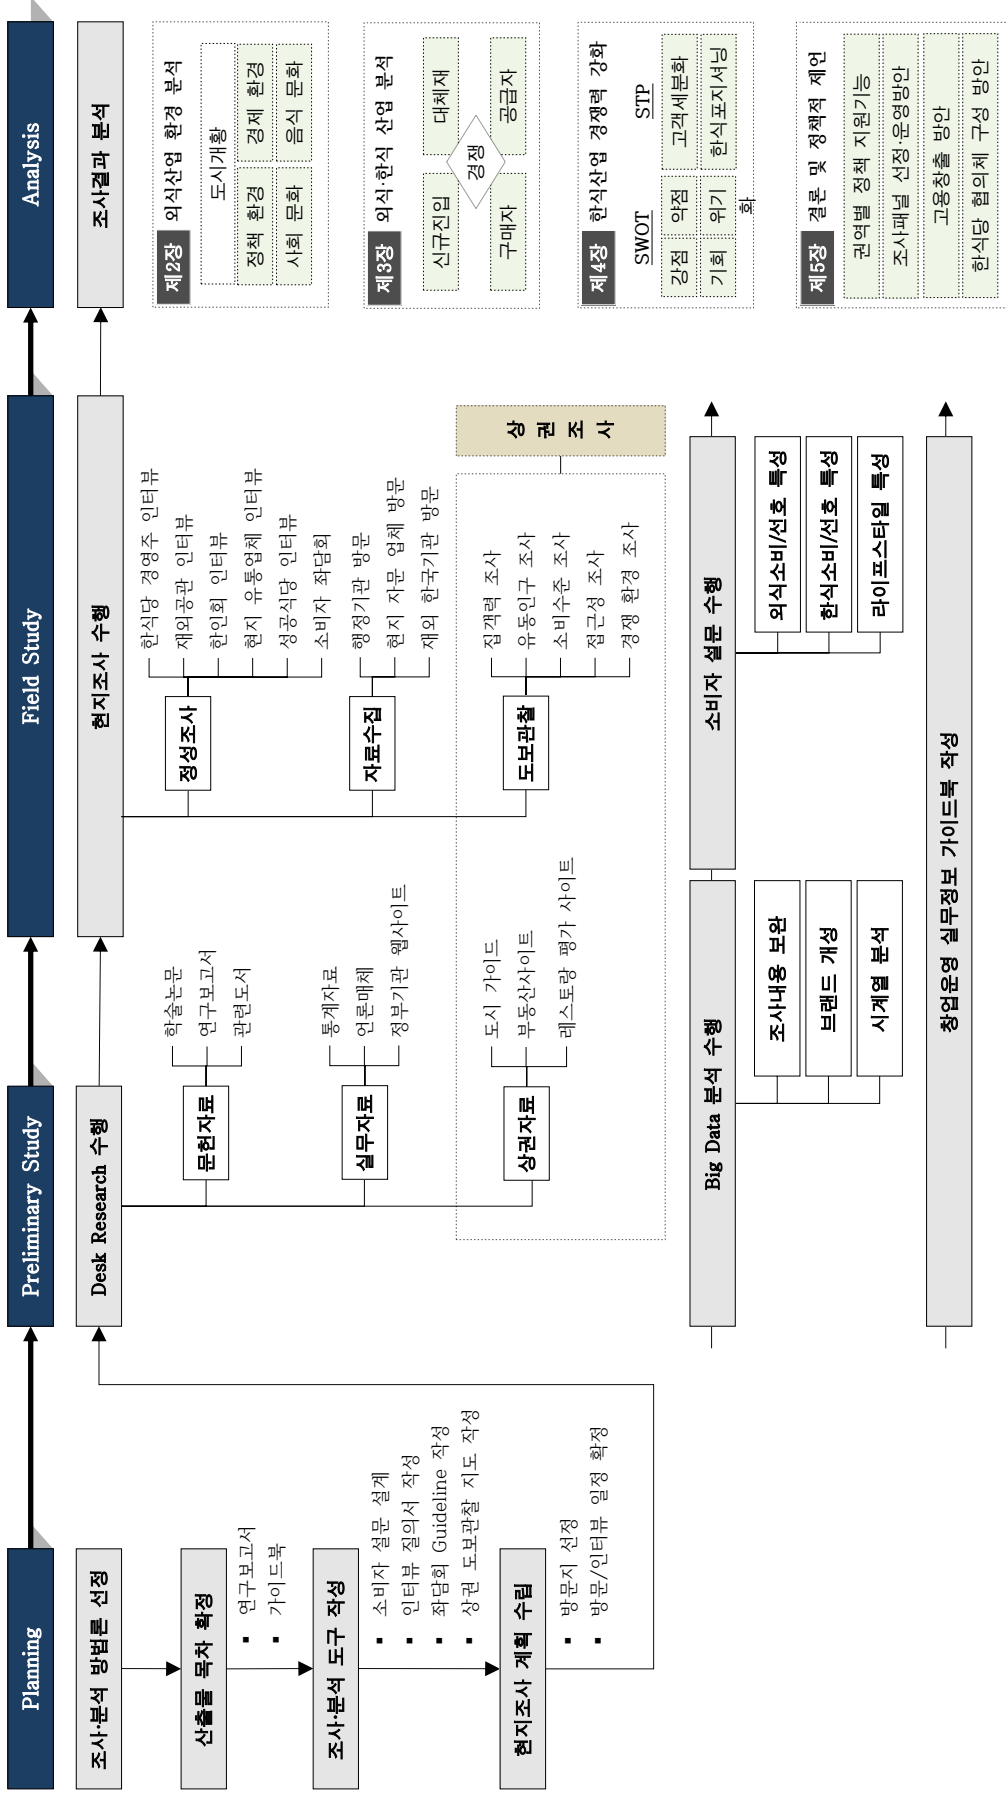 Planning
Preliminary Study
Field Study
Analysis
조사·분석 방법론 선정
산출물 목차 확정
▪ 연구보고서
▪ 가이드북
조사·분석 도구 작성
▪ 소비자 설문 설계
▪ 인터뷰 질의서 작성
▪ 좌담회 Guideline 작성
▪ 상권 도보관찰 지도 작성
현지조사 계획 수립
▪ 방문지 선정
▪ 방문/인터뷰 일정 확정
Desk Research 수행
문헌자료
학술논문
연구보고서
관련도서
실무자료
통계자료
언론매체
정부기관 웹사이트
상권자료
도시 가이드
부동산사이트
레스토랑 평가 사이트
현지조사 수행
정성조사
한식당 경영주 인터뷰
재외공관 인터뷰
한인회 인터뷰
현지 유통업체 인터뷰
성공식당 인터뷰
소비자 좌담회
자료수집
행정기관 방문
현지 자문 업체 방문
재외 한국기관 방문
도보관찰
집객력 조사
유동인구 조사
소비수준 조사
접근성 조사
경쟁 환경 조사
상 권 조 사
Big Data 분석 수행
조사내용 보완
브랜드 개성
시계열 분석
소비자 설문 수행
외식소비/선호 특성
한식소비/선호 특성
라이프스타일 특성
창업운영 실무정보 가이드북 작성
조사결과 분석
제2장 외식산업 환경 분석
도시개황
정책 환경 경제 환경
사회 문화 음식 문화
제3장 외식·한식 산업 분석
신규진입 대체재
경쟁
구매자 공급자
제4장 한식산업 경쟁력 강화
SWOT STP
강점 약점 고객세분화
기회 위기 한식포지셔닝
화
제5장 결론 및 정책적 제언
권역별 정책 지원기능
조사패널 선정·운영방안
고용창출 방안
한식당 협의체 구성 방안